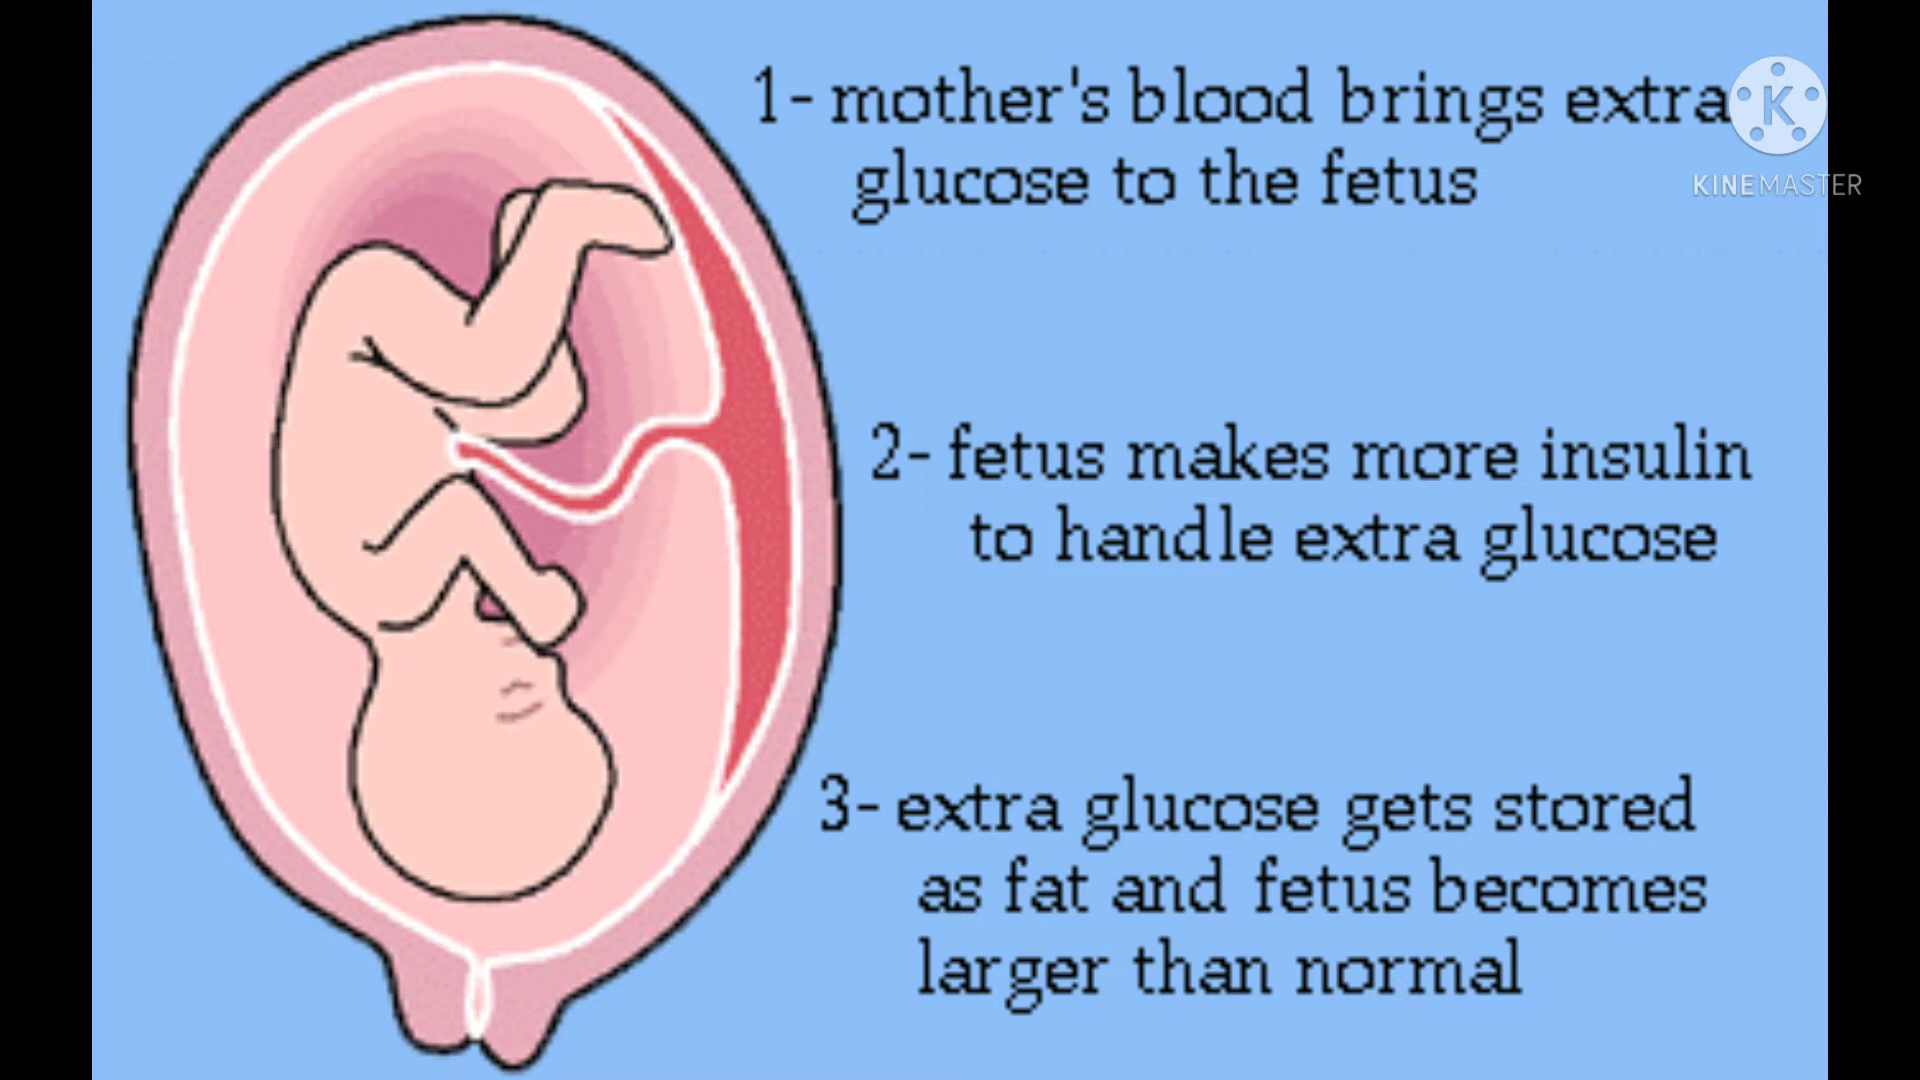 1- mother's blood brings extra
glucose to the fetus
K
KINEMASTER
2- fetus makes more insulin
to handle extra glucose
3- extra glucose gets stored
as fat and fetus becomes
larger than normal